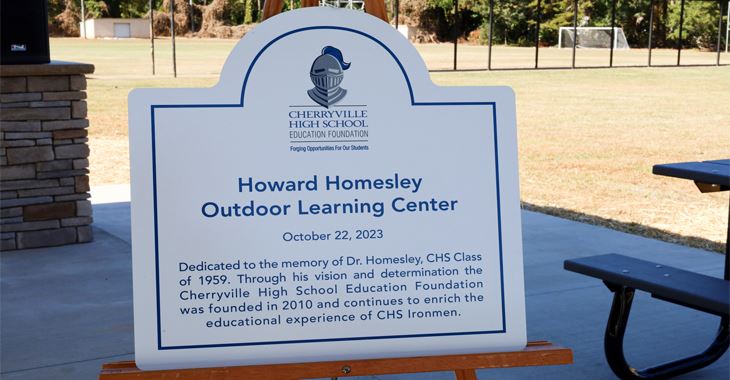 CHERRYVILLE
HIGH SCHOOL
EDUCATION FOUNDATION
Forging Opportunities For Our Students
Howard Homesley
Outdoor Learning Center
October 22, 2023
Dedicated to the memory of Dr. Homesley, CHS Class
of 1959. Through his vision and determination the
Cherryville High School Education Foundation
was founded in 2010 and continues to enrich the
educational experience of CHS Ironmen.